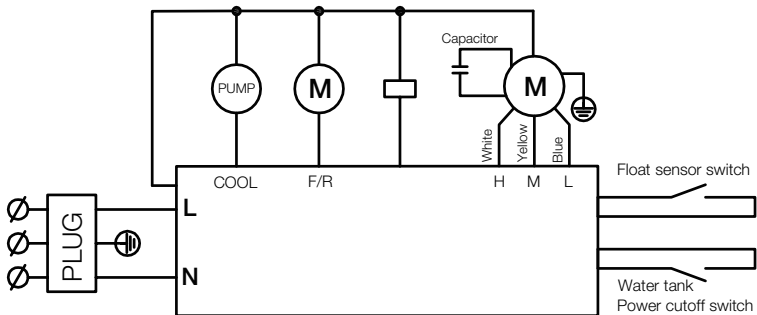 Capacitor
PUMP
M
M
White
Yellow
Blue
COOL
F/R
H
M
L
Float sensor switch
PLUG
L
N
Water tank
Power cutoff switch